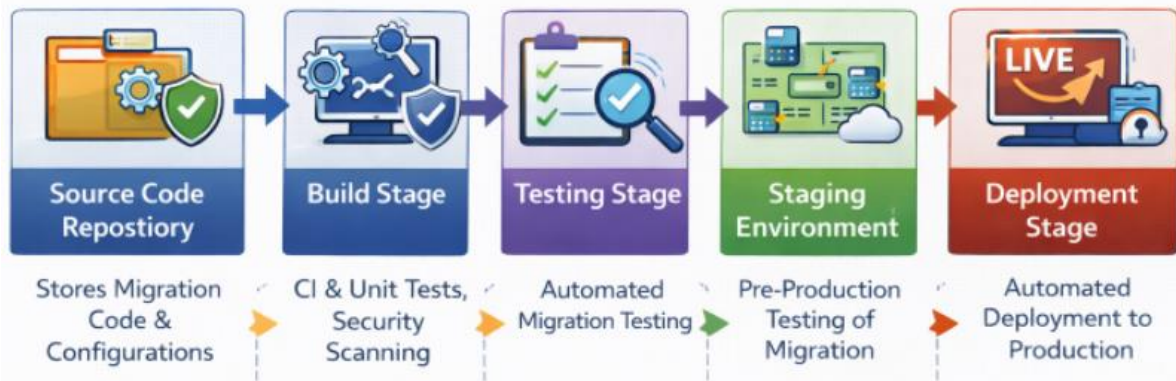 Source Code
Repostiory
Build Stage
Testing Stage
Staging
Environment
LIVE
Deployment
Stage
Stores Migration
Code &
Configurations
CI & Unit Tests,
Security
Scanning
Automated
Migration Testing
Pre-Production
Testing of
Migration
Automated
Deployment to
Production